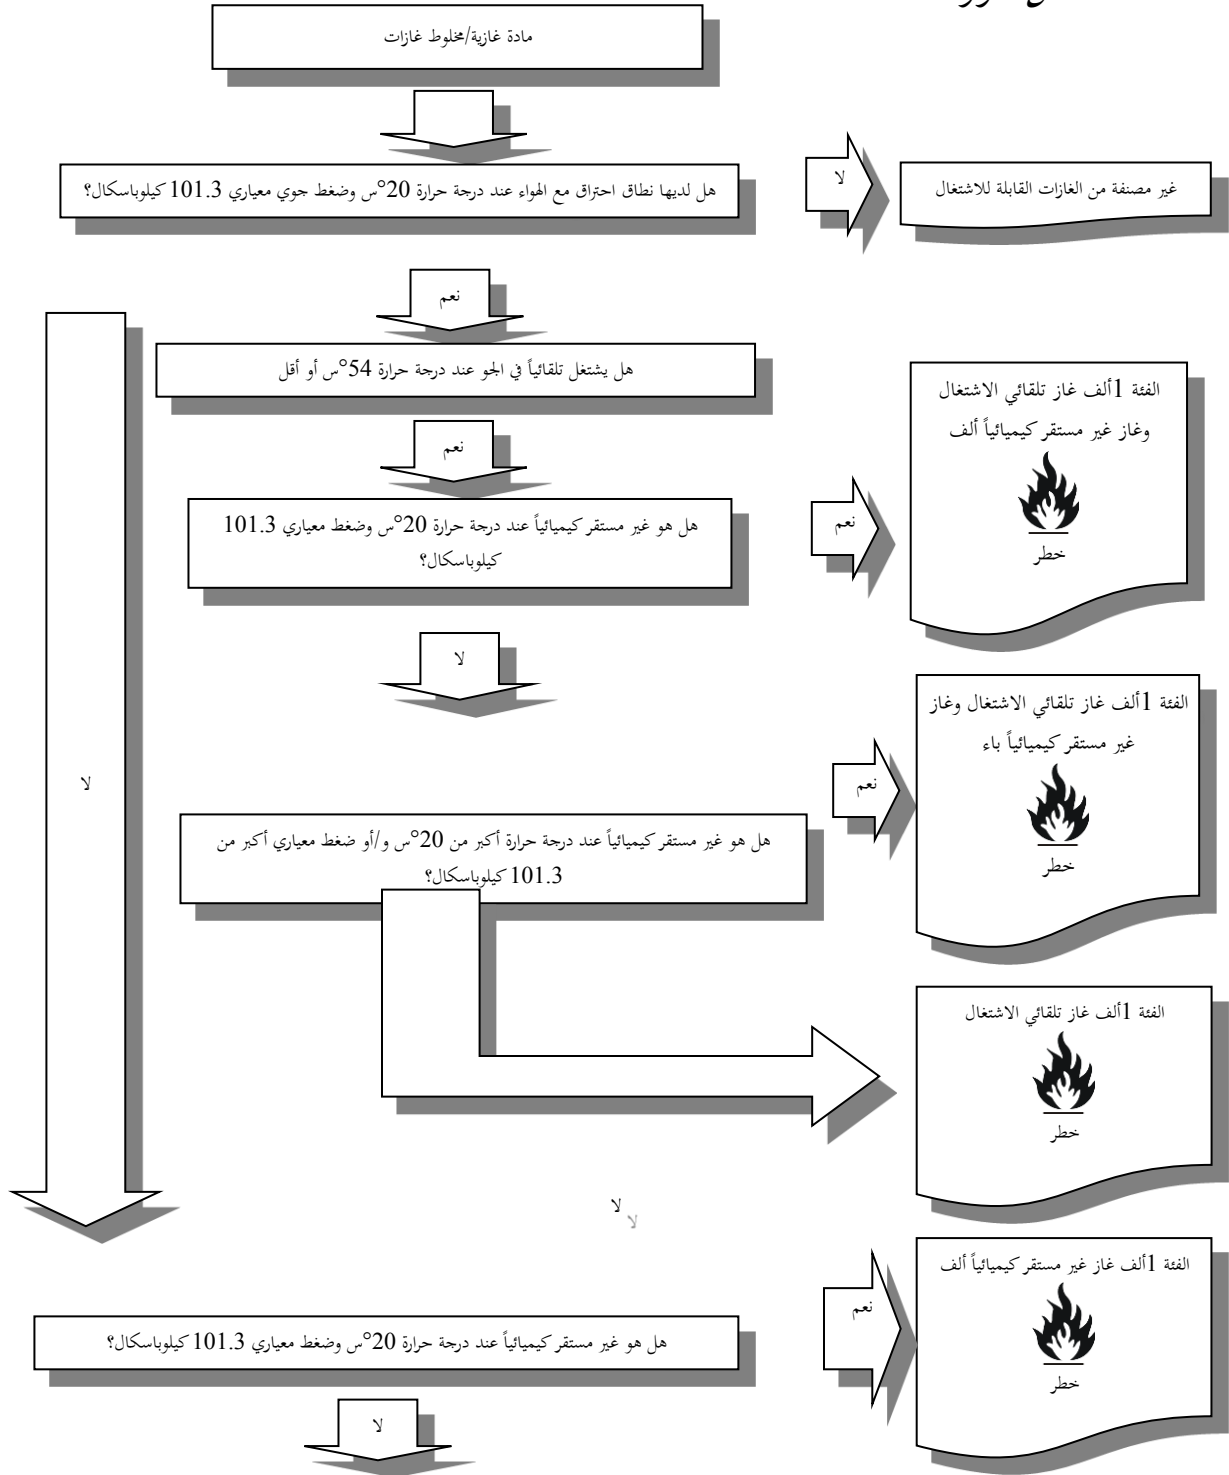 مادة غازية/مخلوط غازات
هل لديها نطاق احتراق مع الهواء عند درجة حرارة 20°س وضغط جوي معياري 101.3 كيلوباسكال؟
لا
غير مصنفة من الغازات القابلة للاشتغال
نعم
هل يشتغل تلقائياً في الجو عند درجة حرارة 54°س أو أقل
نعم
هل هو غير مستقر كيميائياً عند درجة حرارة 20°س وضغط معياري 101.3
كيلوباسكال؟
نعم
الفئة 1ألف غاز تلقائي الاشتغال
وغاز غير مستقر كيميائياً ألف
خطر
لا
هل هو غير مستقر كيميائياً عند درجة حرارة أكبر من 20°س و/أو ضغط معياري أكبر من
101.3 كيلوباسكال؟
نعم
الفئة 1ألف غاز تلقائي الاشتغال وغاز
غير مستقر كيميائياً باء
خطر
لا
الفئة 1ألف غاز تلقائي الاشتغال
خطر
لا
هل هو غير مستقر كيميائياً عند درجة حرارة 20°س وضغط معياري 101.3 كيلوباسكال؟
نعم
الفئة 1ألف غاز غير مستقر كيميائياً ألف
خطر
لا